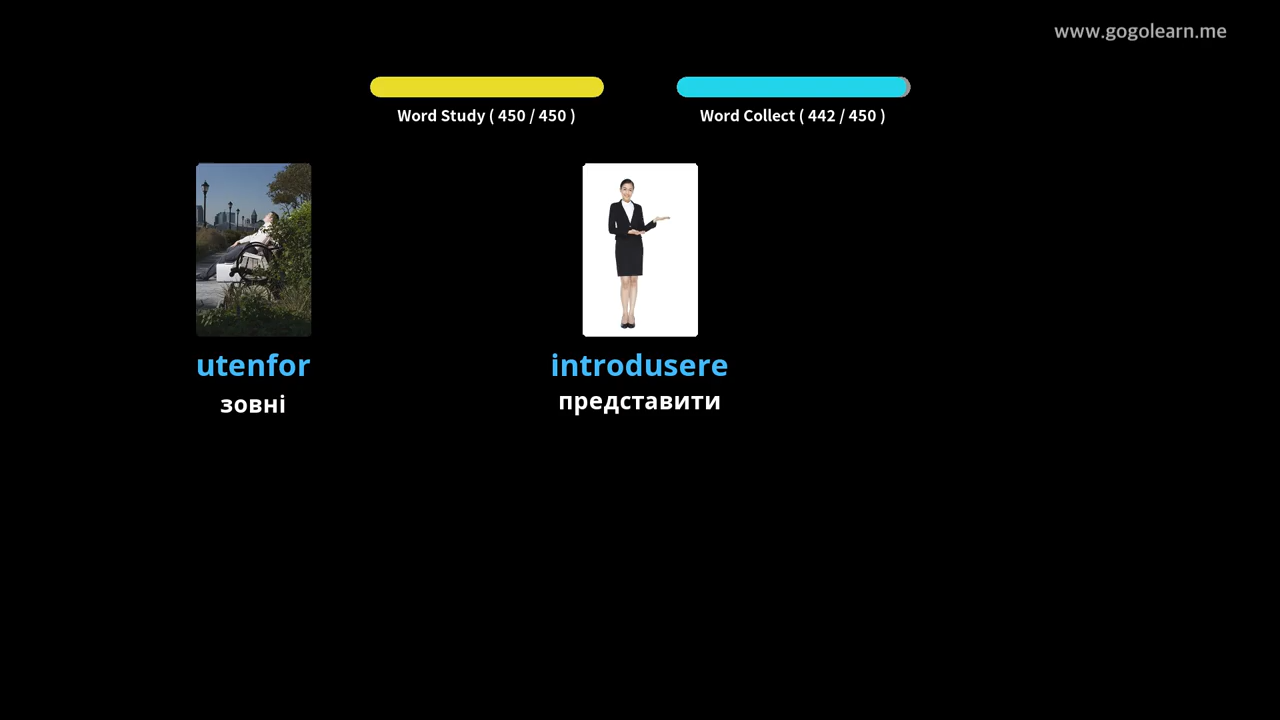 www.gogolearn.me
Word Study ( 450 / 450 )
Word Collect ( 442 / 450 )
utenfor
зовні
introdusere
представити